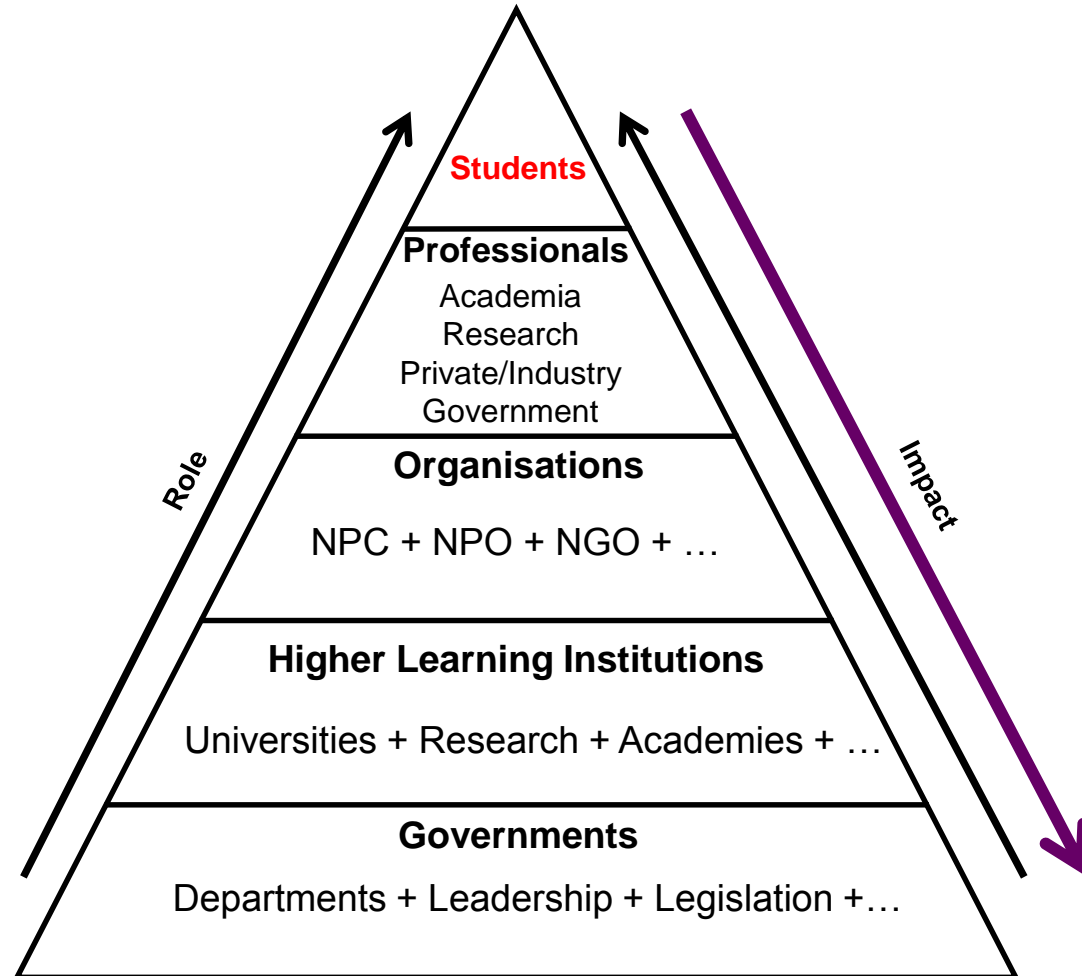 Students
Professionals
Academia
Research
Private/Industry
Government
Role
Impact
Organisations
NPC + NPO + NGO + …
Higher Learning Institutions
Universities + Research + Academies + …
Governments
Departments + Leadership + Legislation +…